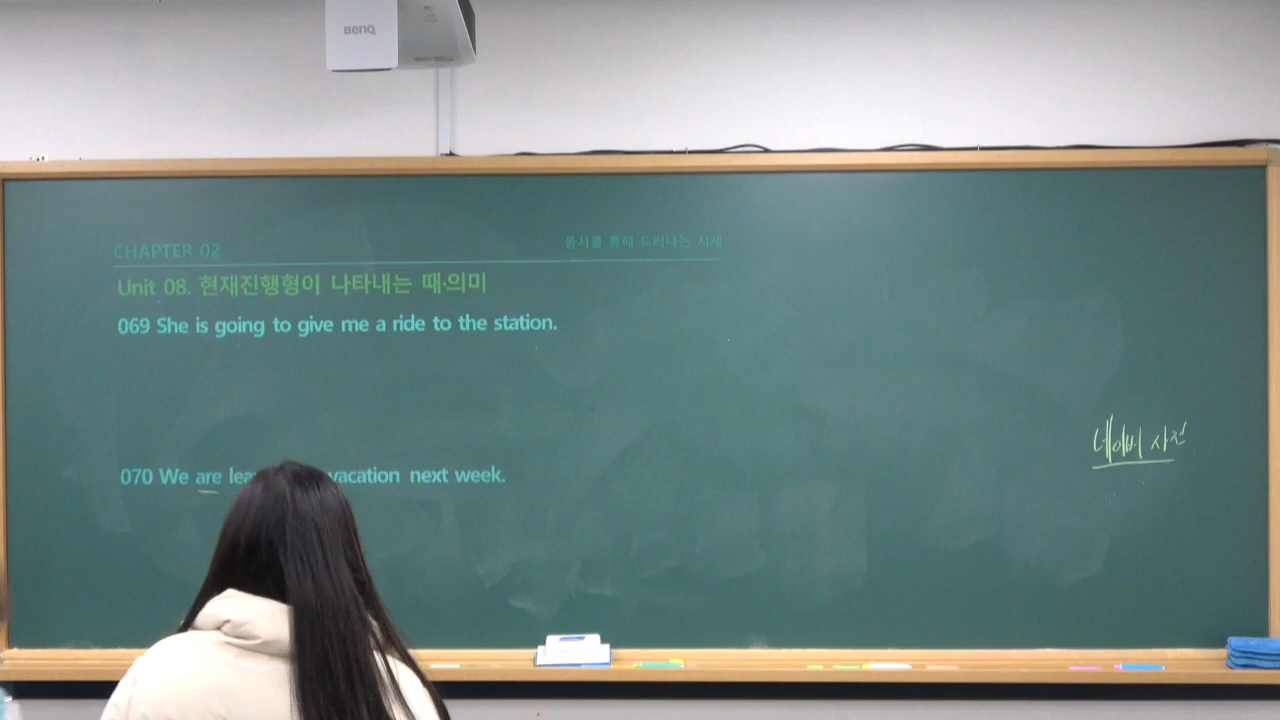 BenQ
CHAPTER 02
동사를 통해 드러나는 시제
Unit 08. 현재진행형이 나타내는 때·의미
069 She is going to give me a ride to the station.
네이버 사전
070 We are lea vacation next week.